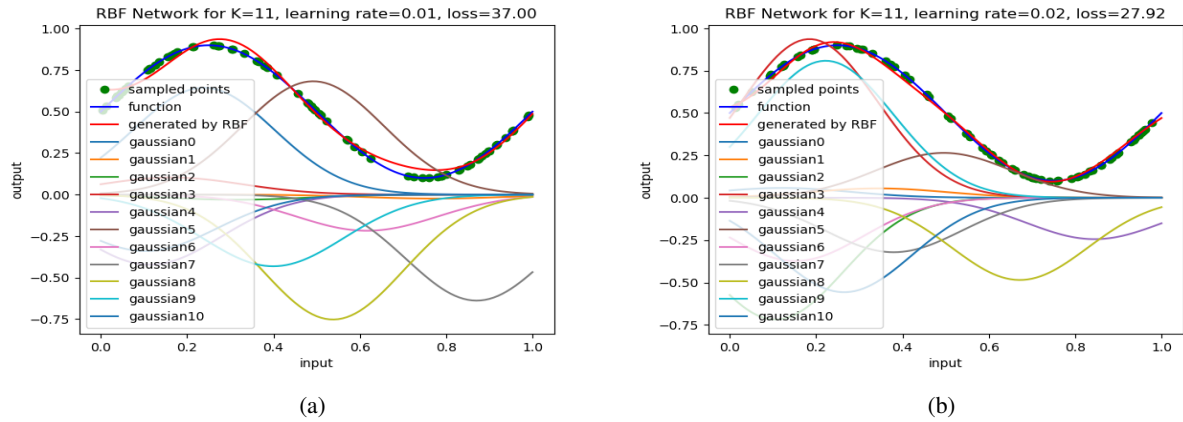 RBF Network for K=11, learning rate=0.01, loss=37.00
1.00
0.75
0.50
0.25
0.00
−0.25
−0.50
−0.75
output
sampled points
function
generated by RBF
gaussian0
gaussian1
gaussian2
gaussian3
gaussian4
gaussian5
gaussian6
gaussian7
gaussian8
gaussian9
gaussian10
0.0 0.2 0.4 0.6 0.8 1.0
input
(a)
RBF Network for K=11, learning rate=0.02, loss=27.92
1.00
0.75
0.50
0.25
0.00
−0.25
−0.50
−0.75
output
sampled points
function
generated by RBF
gaussian0
gaussian1
gaussian2
gaussian3
gaussian4
gaussian5
gaussian6
gaussian7
gaussian8
gaussian9
gaussian10
0.0 0.2 0.4 0.6 0.8 1.0
input
(b)